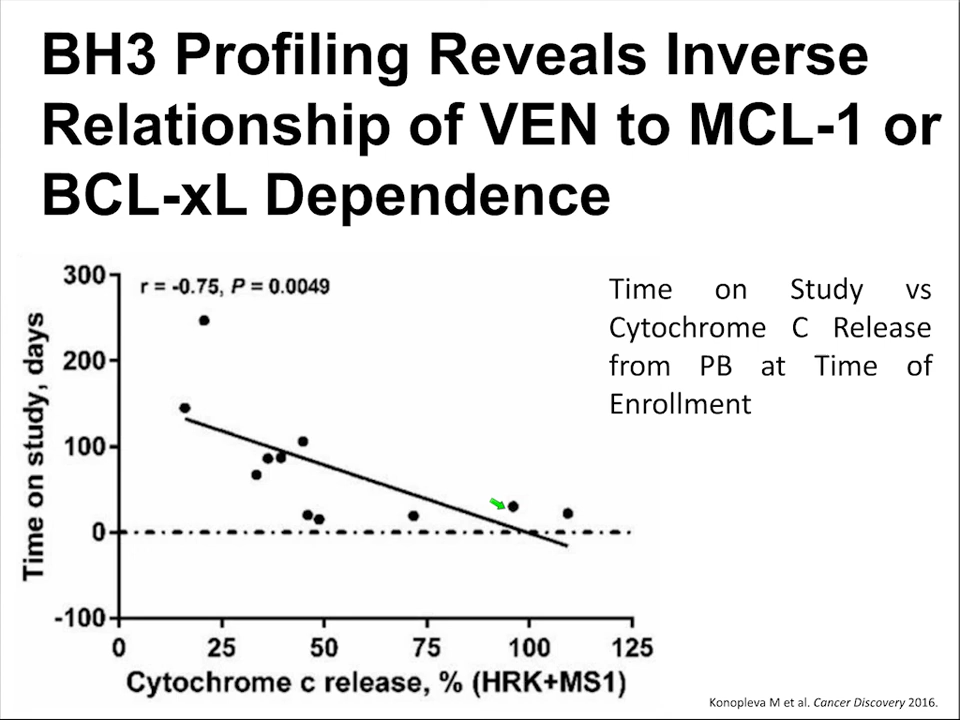 BH3 Profiling Reveals Inverse
Relationship of VEN to MCL-1 or
BCL-xL Dependence
r = -0.75, P = 0.0049
Time on Study vs
Cytochrome C Release
from PB at Time of
Enrollment
Time on study, days
300
200
100
0
-100
0 25 50 75 100 125
Cytochrome c release, % (HRK+MS1)
Konopleva M et al. Cancer Discovery 2016.